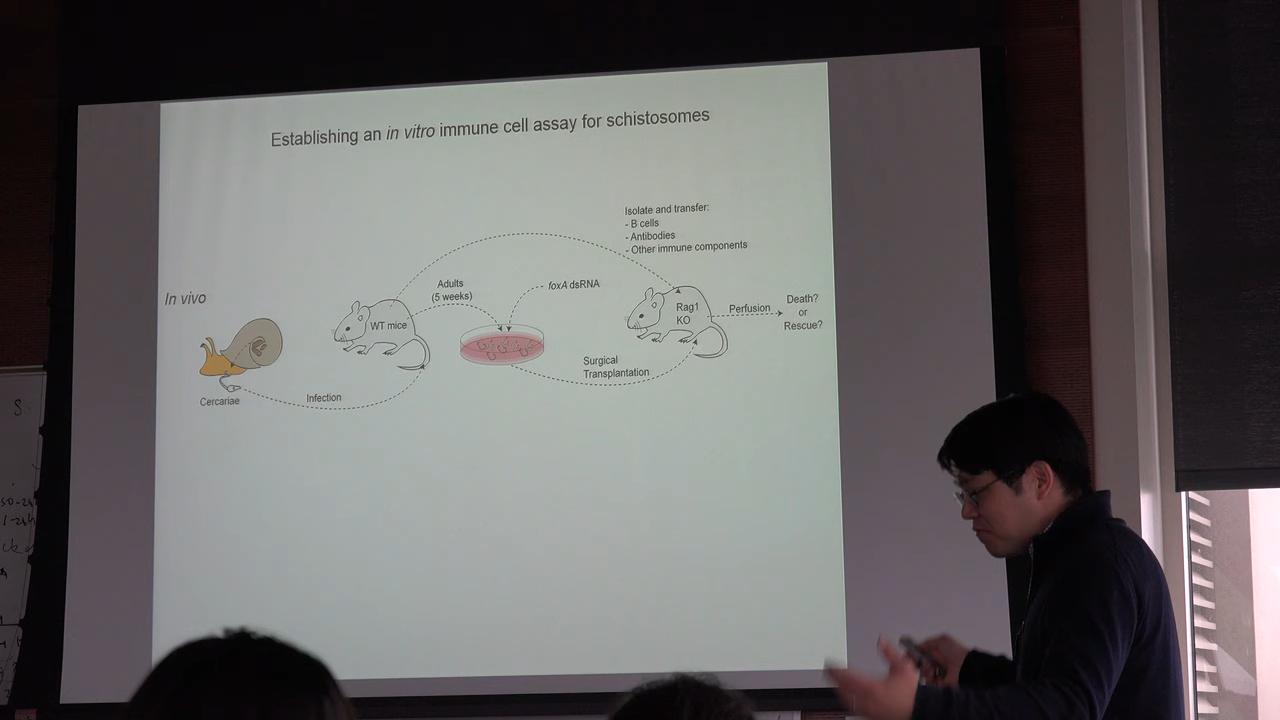 Establishing an in vitro immune cell assay for schistosomes
Isolate and transfer:
- B cells
- Antibodies
- Other immune components
In vivo
Adults
(5 weeks)
foxA dsRNA
WT mice
Rag1
KO
Perfusion
Death?
or
Rescue?
Surgical
Transplantation
Cercariae
Infection
S